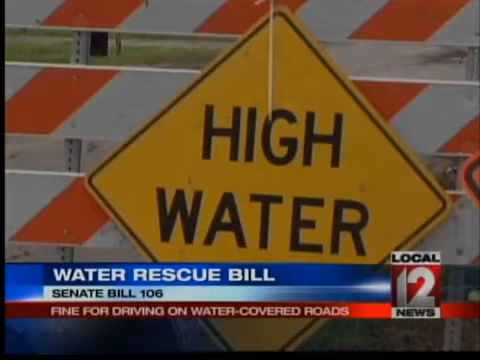 HIGH
WATER
WATER RESCUE BILL
SENATE BILL 106
FINE FOR DRIVING ON WATER-COVERED ROADS
LOCAL
12
NEWS